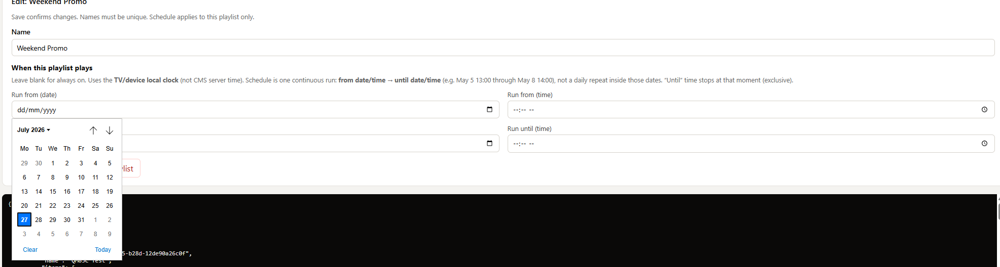 Edit: Weekend Promo
Save confirms changes. Names must be unique. Schedule applies to this playlist only.
Name
Weekend Promo
When this playlist plays
Leave blank for always on. Uses the TV/device local clock (not CMS server time). Schedule is one continuous run: from date/time → until date/time (e.g. May 5 13:00 through May 8 14:00), not a daily repeat inside those dates. “Until” time stops at that moment (exclusive).
Run from (date)
Run from (time)
dd/mm/yyyy
--:-- --
July 2026
Run until (time)
--:-- --
Mo Tu We Th Fr Sa Su
29 30 1 2 3 4 5
6 7 8 9 10 11 12
13 14 15 16 17 18 19
20 21 22 23 24 25 26
27 28 29 30 31 1 2
3 4 5 6 7 8 9
Clear Today
list
{
5-b28d-12de90a26c0f",